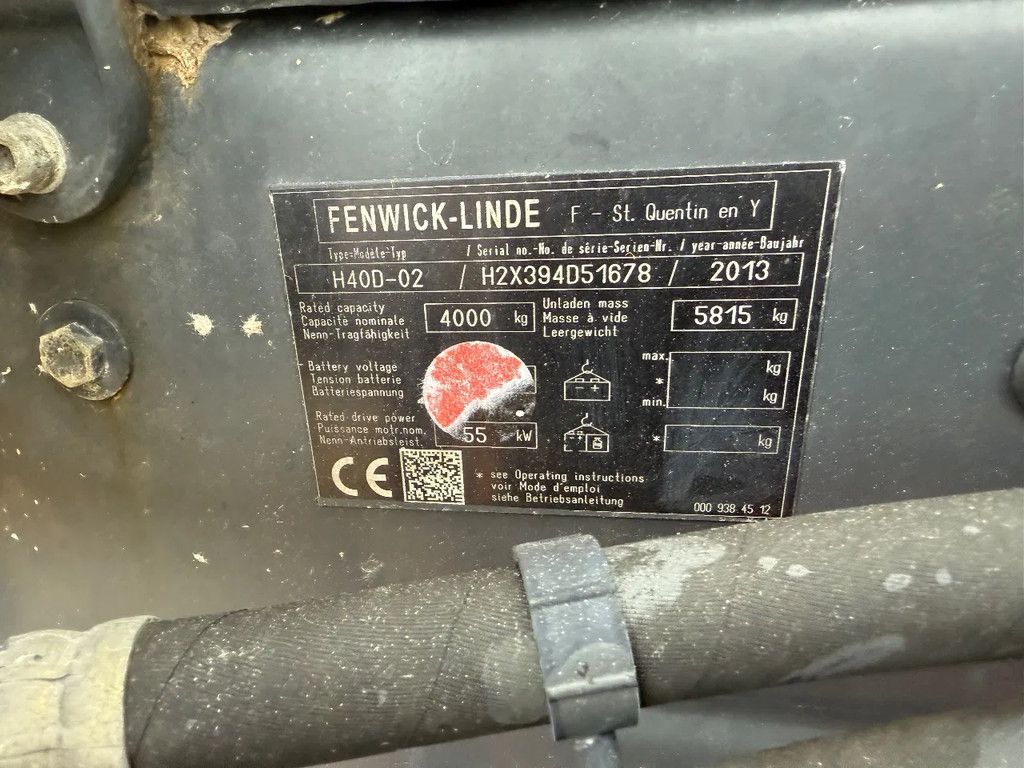 FENWICK-LINDE F - St. Quentin en Y
Type-Modèle-Typ / Serial no.-No. de série-Serien-Nr. / year-année-Baujahr
H40D-02 / H2X394D51678 / 2013
Rated capacity
Capacité nominale
Nenn-Tragfähigkeit
4000 kg
Unladen mass
Masse à vide
Leergewicht
5815 kg
Battery voltage
Tension batterie
Batteriespannung
- +
max. kg
*
min. kg
Rated drive power
Puissance motr.nom.
Nenn-Antriebsleist.
55 kW
- +
* kg
CE
* see Operating instructions
voir Mode d'emploi
siehe Betriebsanleitung
000 938 45 12